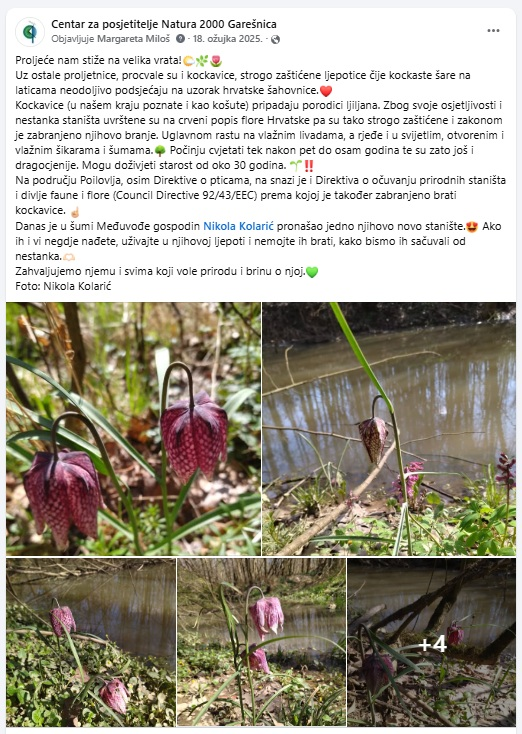 Centar za posjetitelje Natura 2000 Garešnica
Objavljuje Margareta Miloš · 18. ožujka 2025. ·
Proljeće nam stiže na velika vrata!🌞🌿🌷
Uz ostale proljetnice, procvale su i kockavice, strogo zaštićene ljepotice čije kockaste šare na
laticama neodoljivo podsjećaju na uzorak hrvatske šahovnice.❤️
Kockavice (u našem kraju poznate i kao košute) pripadaju porodici ljiljana. Zbog svoje osjetljivosti i
nestanka staništa uvrštene su na crveni popis flore Hrvatske pa su tako strogo zaštićene i zakonom
je zabranjeno njihovo branje. Uglavnom rastu na vlažnim livadama, a rjeđe i u svijetlim, otvorenim i
vlažnim šikarama i šumama.🌳 Počinju cvjetati tek nakon pet do osam godina te su zato još i
dragocjenije. Mogu doživjeti starost od oko 30 godina. 🌱‼️
Na području Poilovlja, osim Direktive o pticama, na snazi je i Direktiva o očuvanju prirodnih staništa
i divlje faune i flore (Council Directive 92/43/EEC) prema kojoj je također zabranjeno brati
kockavice. ☝🏼
Danas je u šumi Međuvođe gospodin Nikola Kolarić pronašao jedno njihovo novo stanište.😍 Ako
ih i vi negdje nađete, uživajte u njihovoj ljepoti i nemojte ih brati, kako bismo ih sačuvali od
nestanka.🫶🏻
Zahvaljujemo njemu i svima koji vole prirodu i brinu o njoj.💚
Foto: Nikola Kolarić
+4